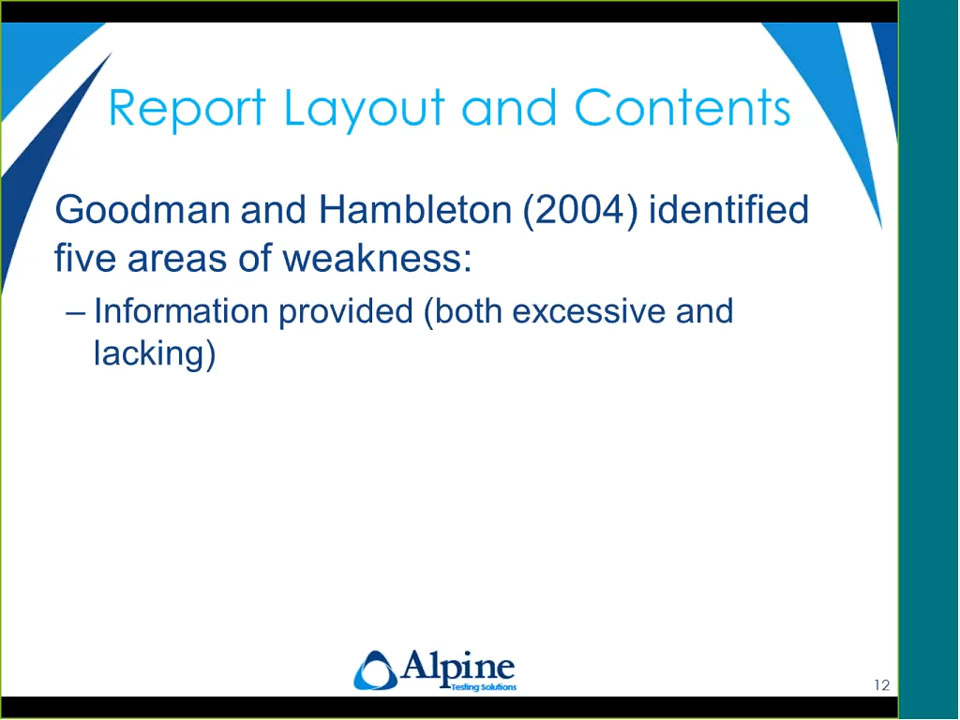 Report Layout and Contents
Goodman and Hambleton (2004) identified
five areas of weakness:
– Information provided (both excessive and
lacking)
Alpine
Testing Solutions
12